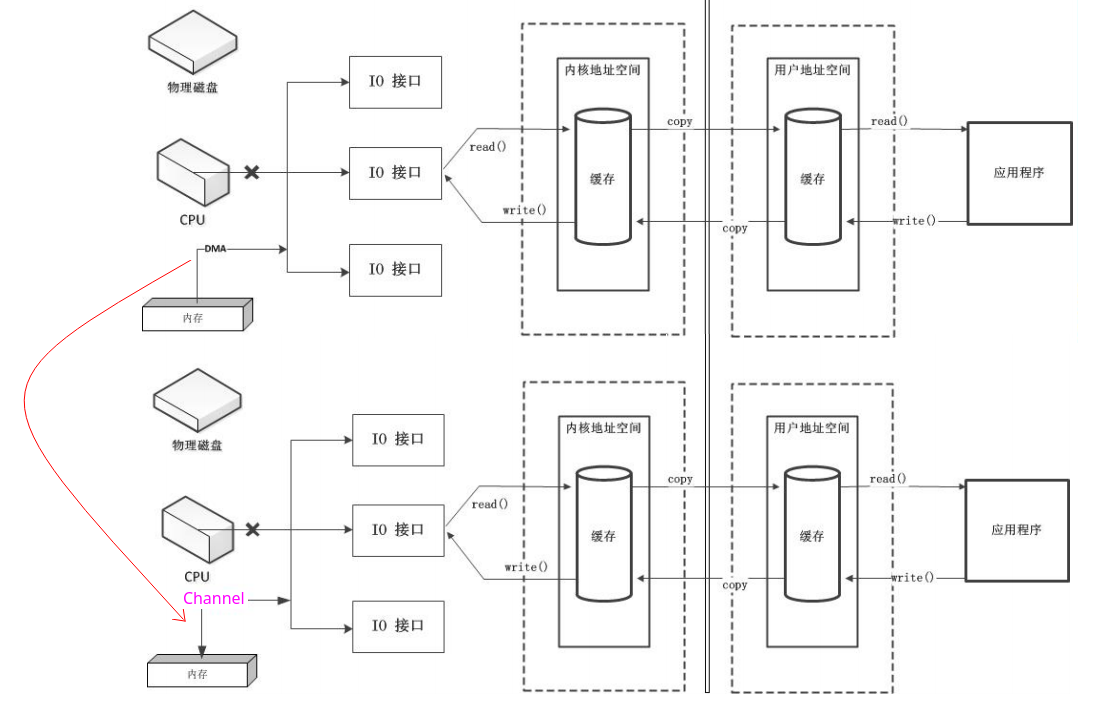 物理磁盘
IO 接口
内核地址空间
用户地址空间
copy
read()
read()
IO 接口
缓存
缓存
应用程序
CPU
write()
copy
write()
DMA
IO 接口
内存
物理磁盘
IO 接口
内核地址空间
用户地址空间
copy
read()
read()
IO 接口
缓存
缓存
应用程序
CPU
write()
copy
write()
Channel
IO 接口
内存